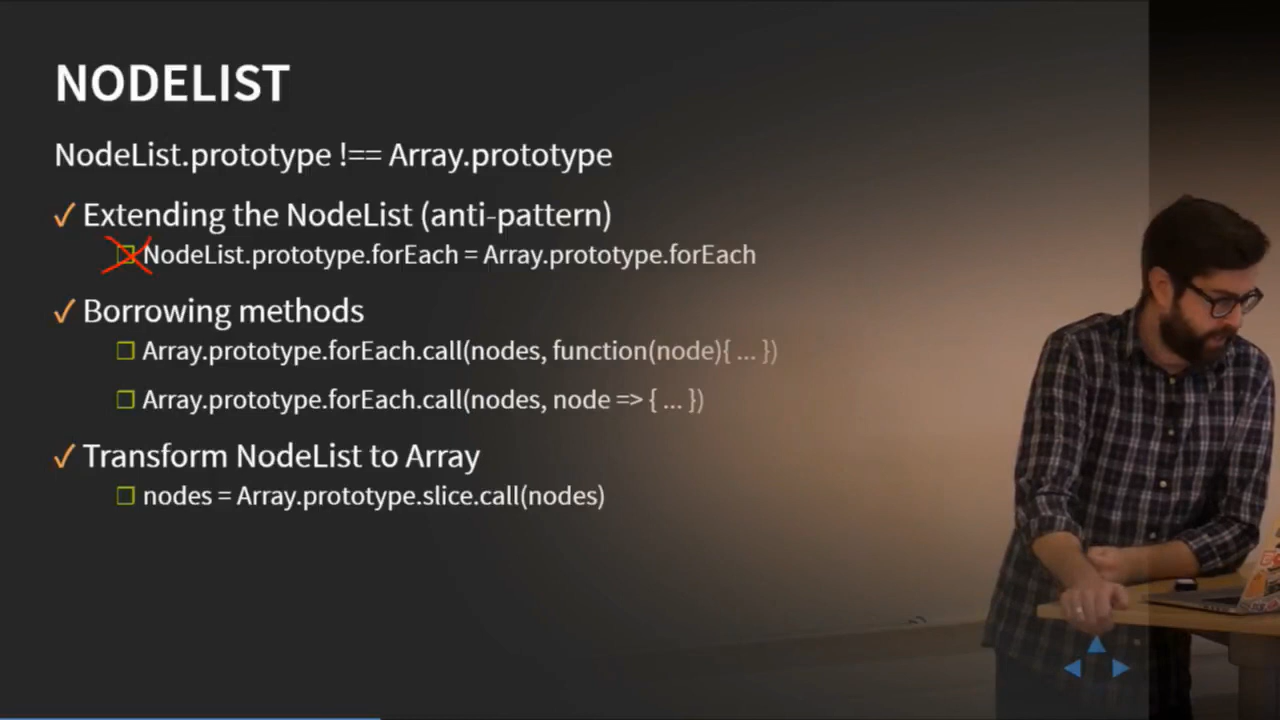 NODELIST
NodeList.prototype !== Array.prototype
✓ Extending the NodeList (anti-pattern)
❐ NodeList.prototype.forEach = Array.prototype.forEach
✓ Borrowing methods
❐ Array.prototype.forEach.call(nodes, function(node){ ... })
❐ Array.prototype.forEach.call(nodes, node => { ... })
✓ Transform NodeList to Array
❐ nodes = Array.prototype.slice.call(nodes)